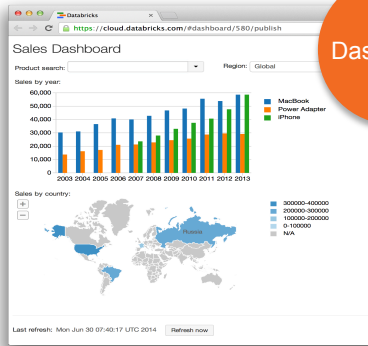 Databricks
https://cloud.databricks.com/#dashboard/580/publish
Sales Dashboard
Das
Product search:
Region: Global
Sales by year:
60,000
50,000
40,000
30,000
20,000
10,000
0
2003 2004 2005 2006 2007 2008 2009 2010 2011 2012 2013
MacBook
Power Adapter
iPhone
Sales by country:
+
−
Russia
300000-400000
200000-300000
100000-200000
0-100000
N/A
Last refresh: Mon Jun 30 07:40:17 UTC 2014 Refresh now